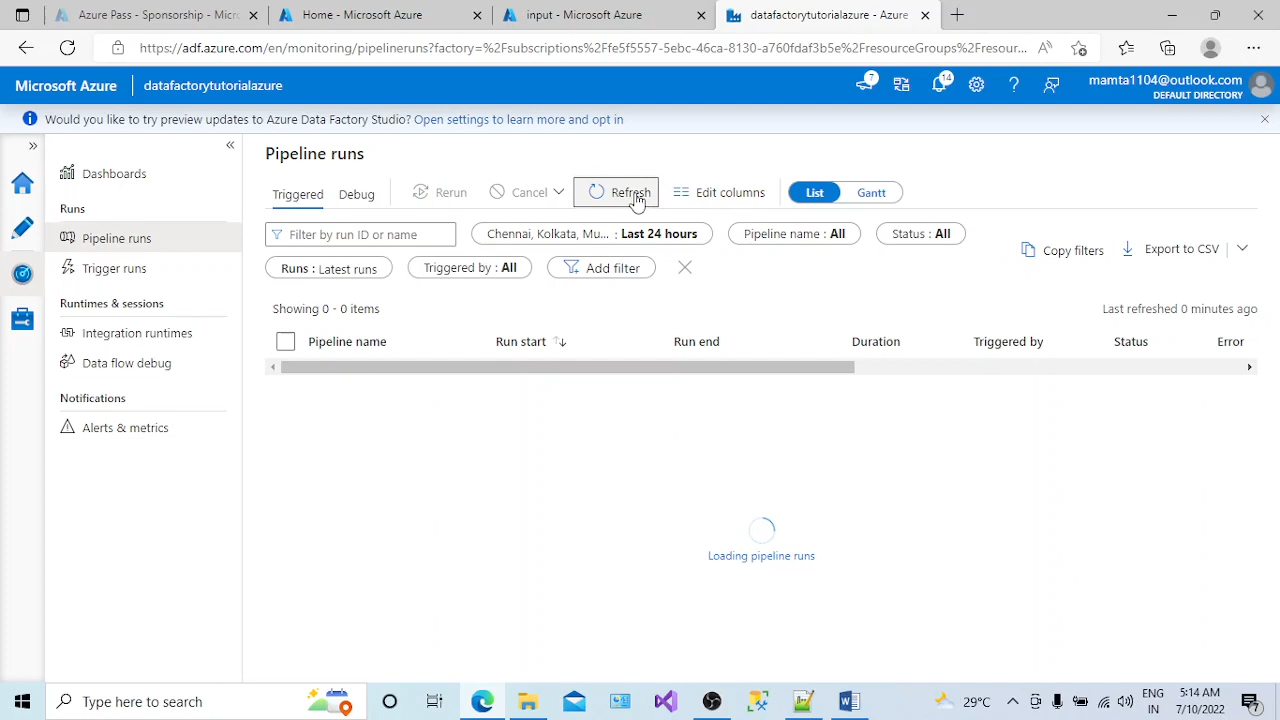 Azure Pass - Sponsorship - Micr
Home - Microsoft Azure
input - Microsoft Azure
datafactorytutorialazure - Azure
https://adf.azure.com/en/monitoring/pipelineruns?factory=%2Fsubscriptions%2Ffe5f5557-5ebc-46ca-8130-a760fdaf3b5e%2FresourceGroups%2Fresour...
Microsoft Azure
datafactorytutorialazure
7
14
mamta1104@outlook.com
DEFAULT DIRECTORY
Would you like to try preview updates to Azure Data Factory Studio? Open settings to learn more and opt in
Dashboards
Runs
Pipeline runs
Trigger runs
Runtimes & sessions
Integration runtimes
Data flow debug
Notifications
Alerts & metrics
Pipeline runs
Triggered
Debug
Rerun
Cancel
Refresh
Edit columns
List
Gantt
Filter by run ID or name
Chennai, Kolkata, Mu... : Last 24 hours
Pipeline name : All
Status : All
Runs : Latest runs
Triggered by : All
Add filter
Copy filters
Export to CSV
Showing 0 - 0 items
Last refreshed 0 minutes ago
Pipeline name
Run start
Run end
Duration
Triggered by
Status
Error
Loading pipeline runs
Type here to search
29°C
ENG
IN
5:14 AM
7/10/2022
7